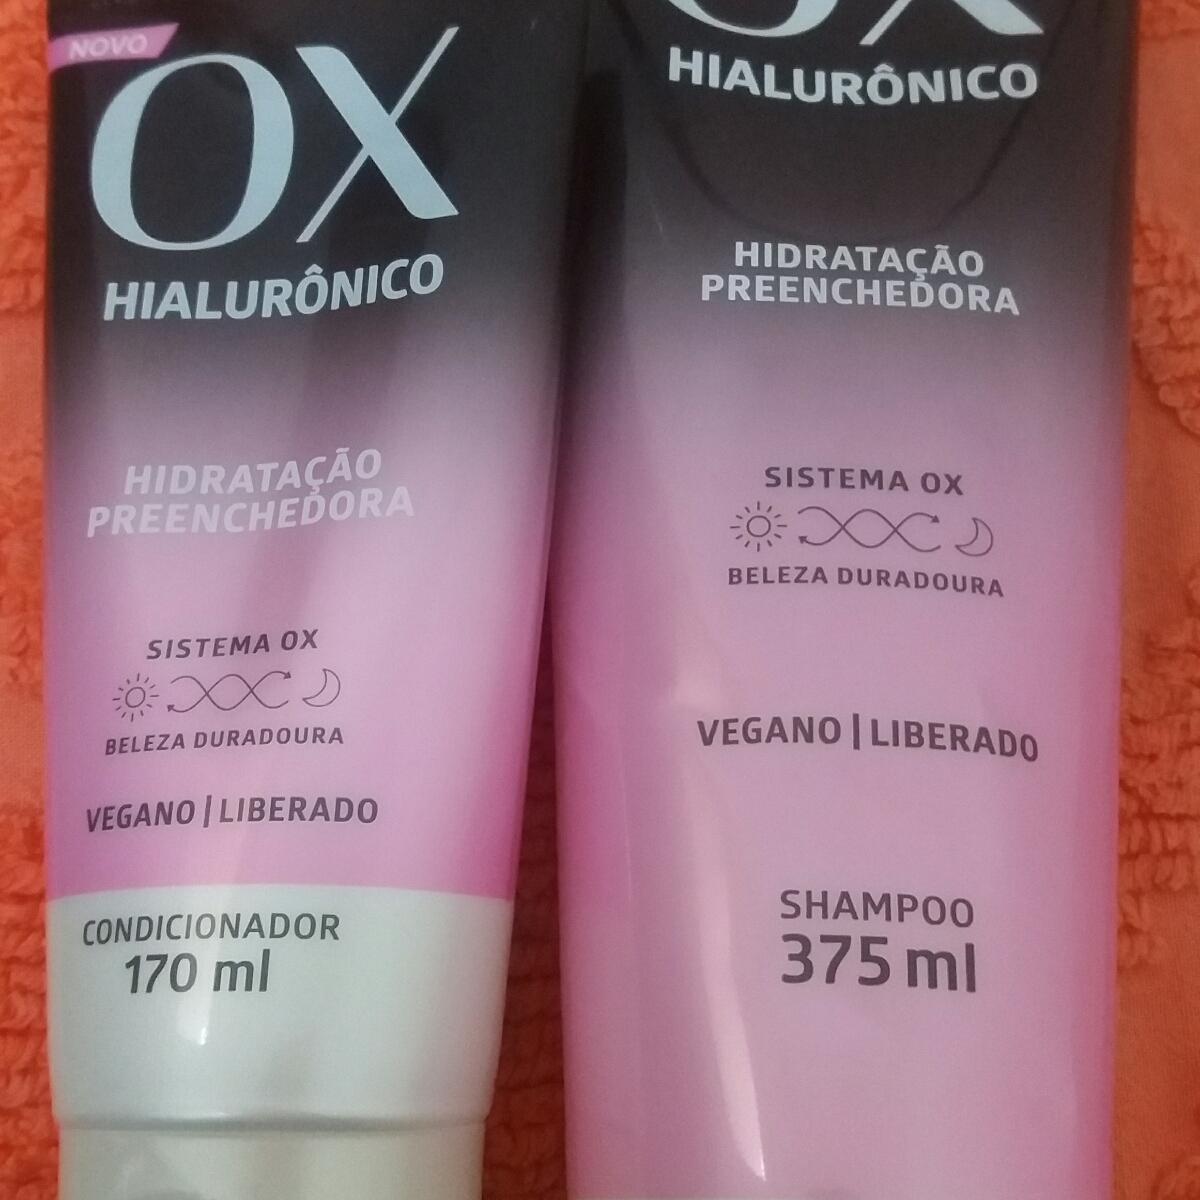 NOVO
OX
HIALURÔNICO
HIDRATAÇÃO
PREENCHEDORA
SISTEMA OX
BELEZA DURADOURA
VEGANO | LIBERADO
CONDICIONADOR
170 ml
OX
HIALURÔNICO
HIDRATAÇÃO
PREENCHEDORA
SISTEMA OX
BELEZA DURADOURA
VEGANO | LIBERADO
SHAMPOO
375 ml